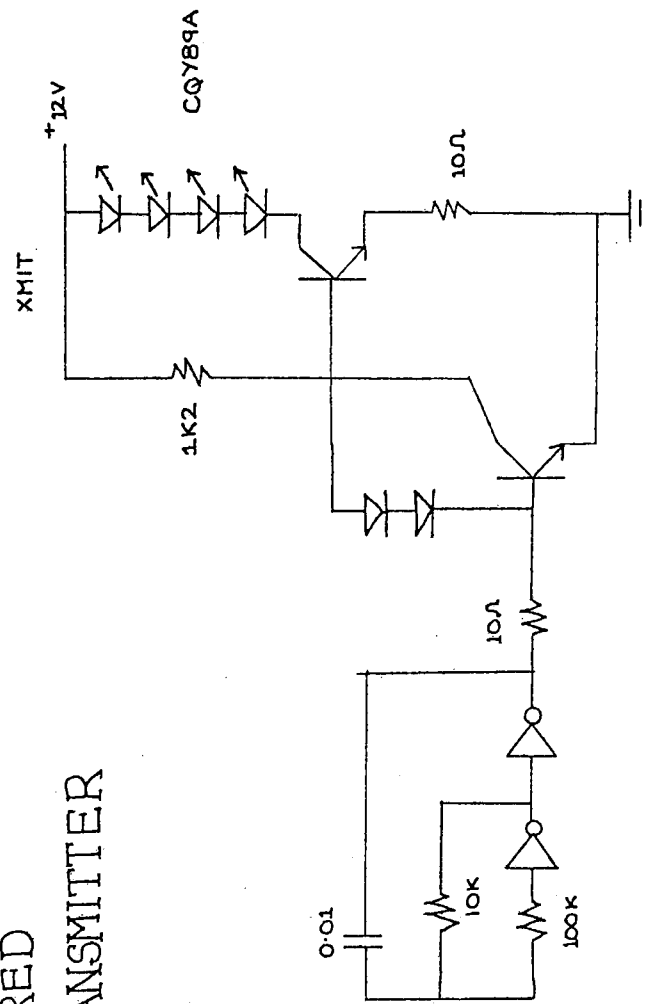 RED
ANSMITTER
XMIT
+12V
CQY89A
1K2
0.01
10Ω
10K
10Ω
100K